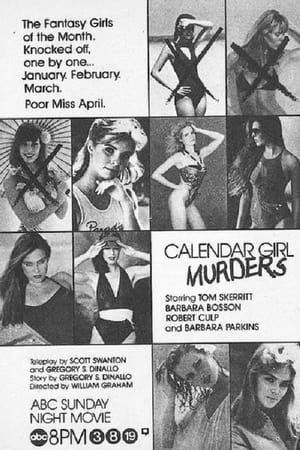 The Fantasy Girls
of the Month.
Knocked off,
one by one...
January. February.
March.
Poor Miss April.
CALENDAR GIRL
MURDERS
Starring TOM SKERRITT
BARBARA BOSSON
ROBERT CULP
and BARBARA PARKINS
Teleplay by SCOTT SWANTON
and GREGORY S. DINALLO
Story by GREGORY S. DINALLO
Directed by WILLIAM GRAHAM
ABC SUNDAY
NIGHT MOVIE
abc 8PM 3 8 19